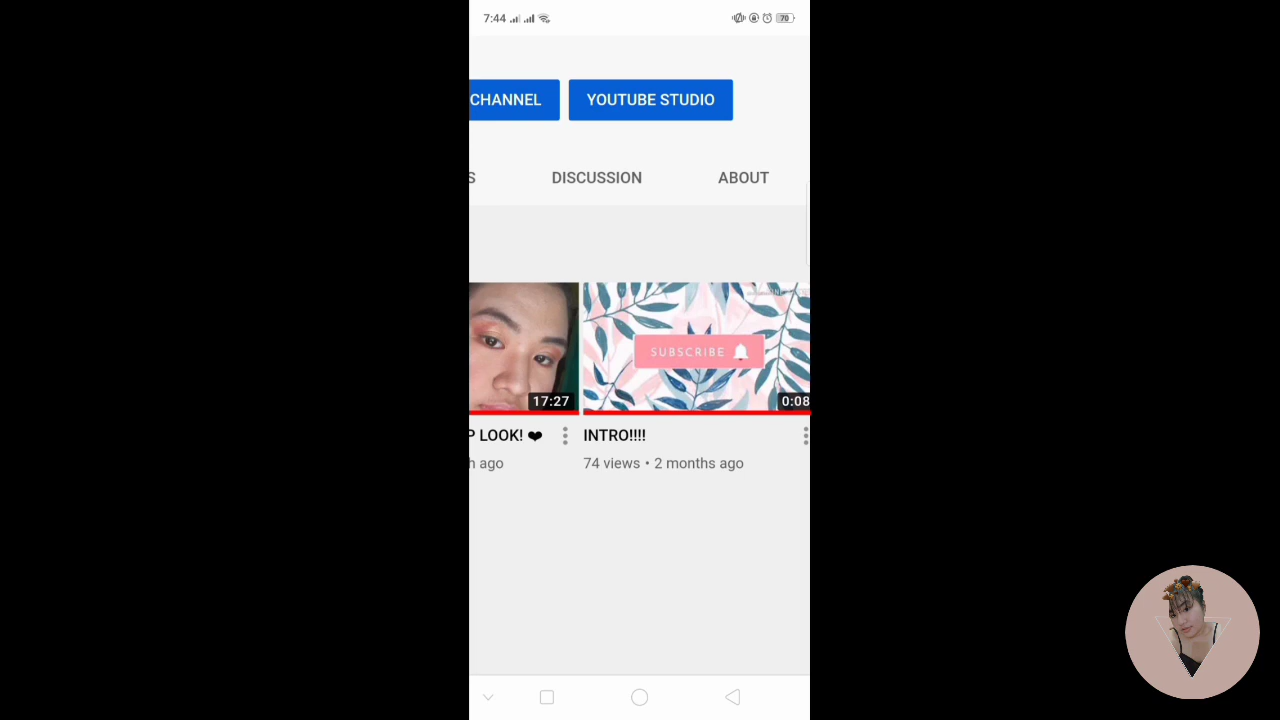 7:44 70
CHANNEL YOUTUBE STUDIO
S DISCUSSION ABOUT
SUBSCRIBE
17:27 0:08
P LOOK! ❤ INTRO!!!!
h ago 74 views • 2 months ago